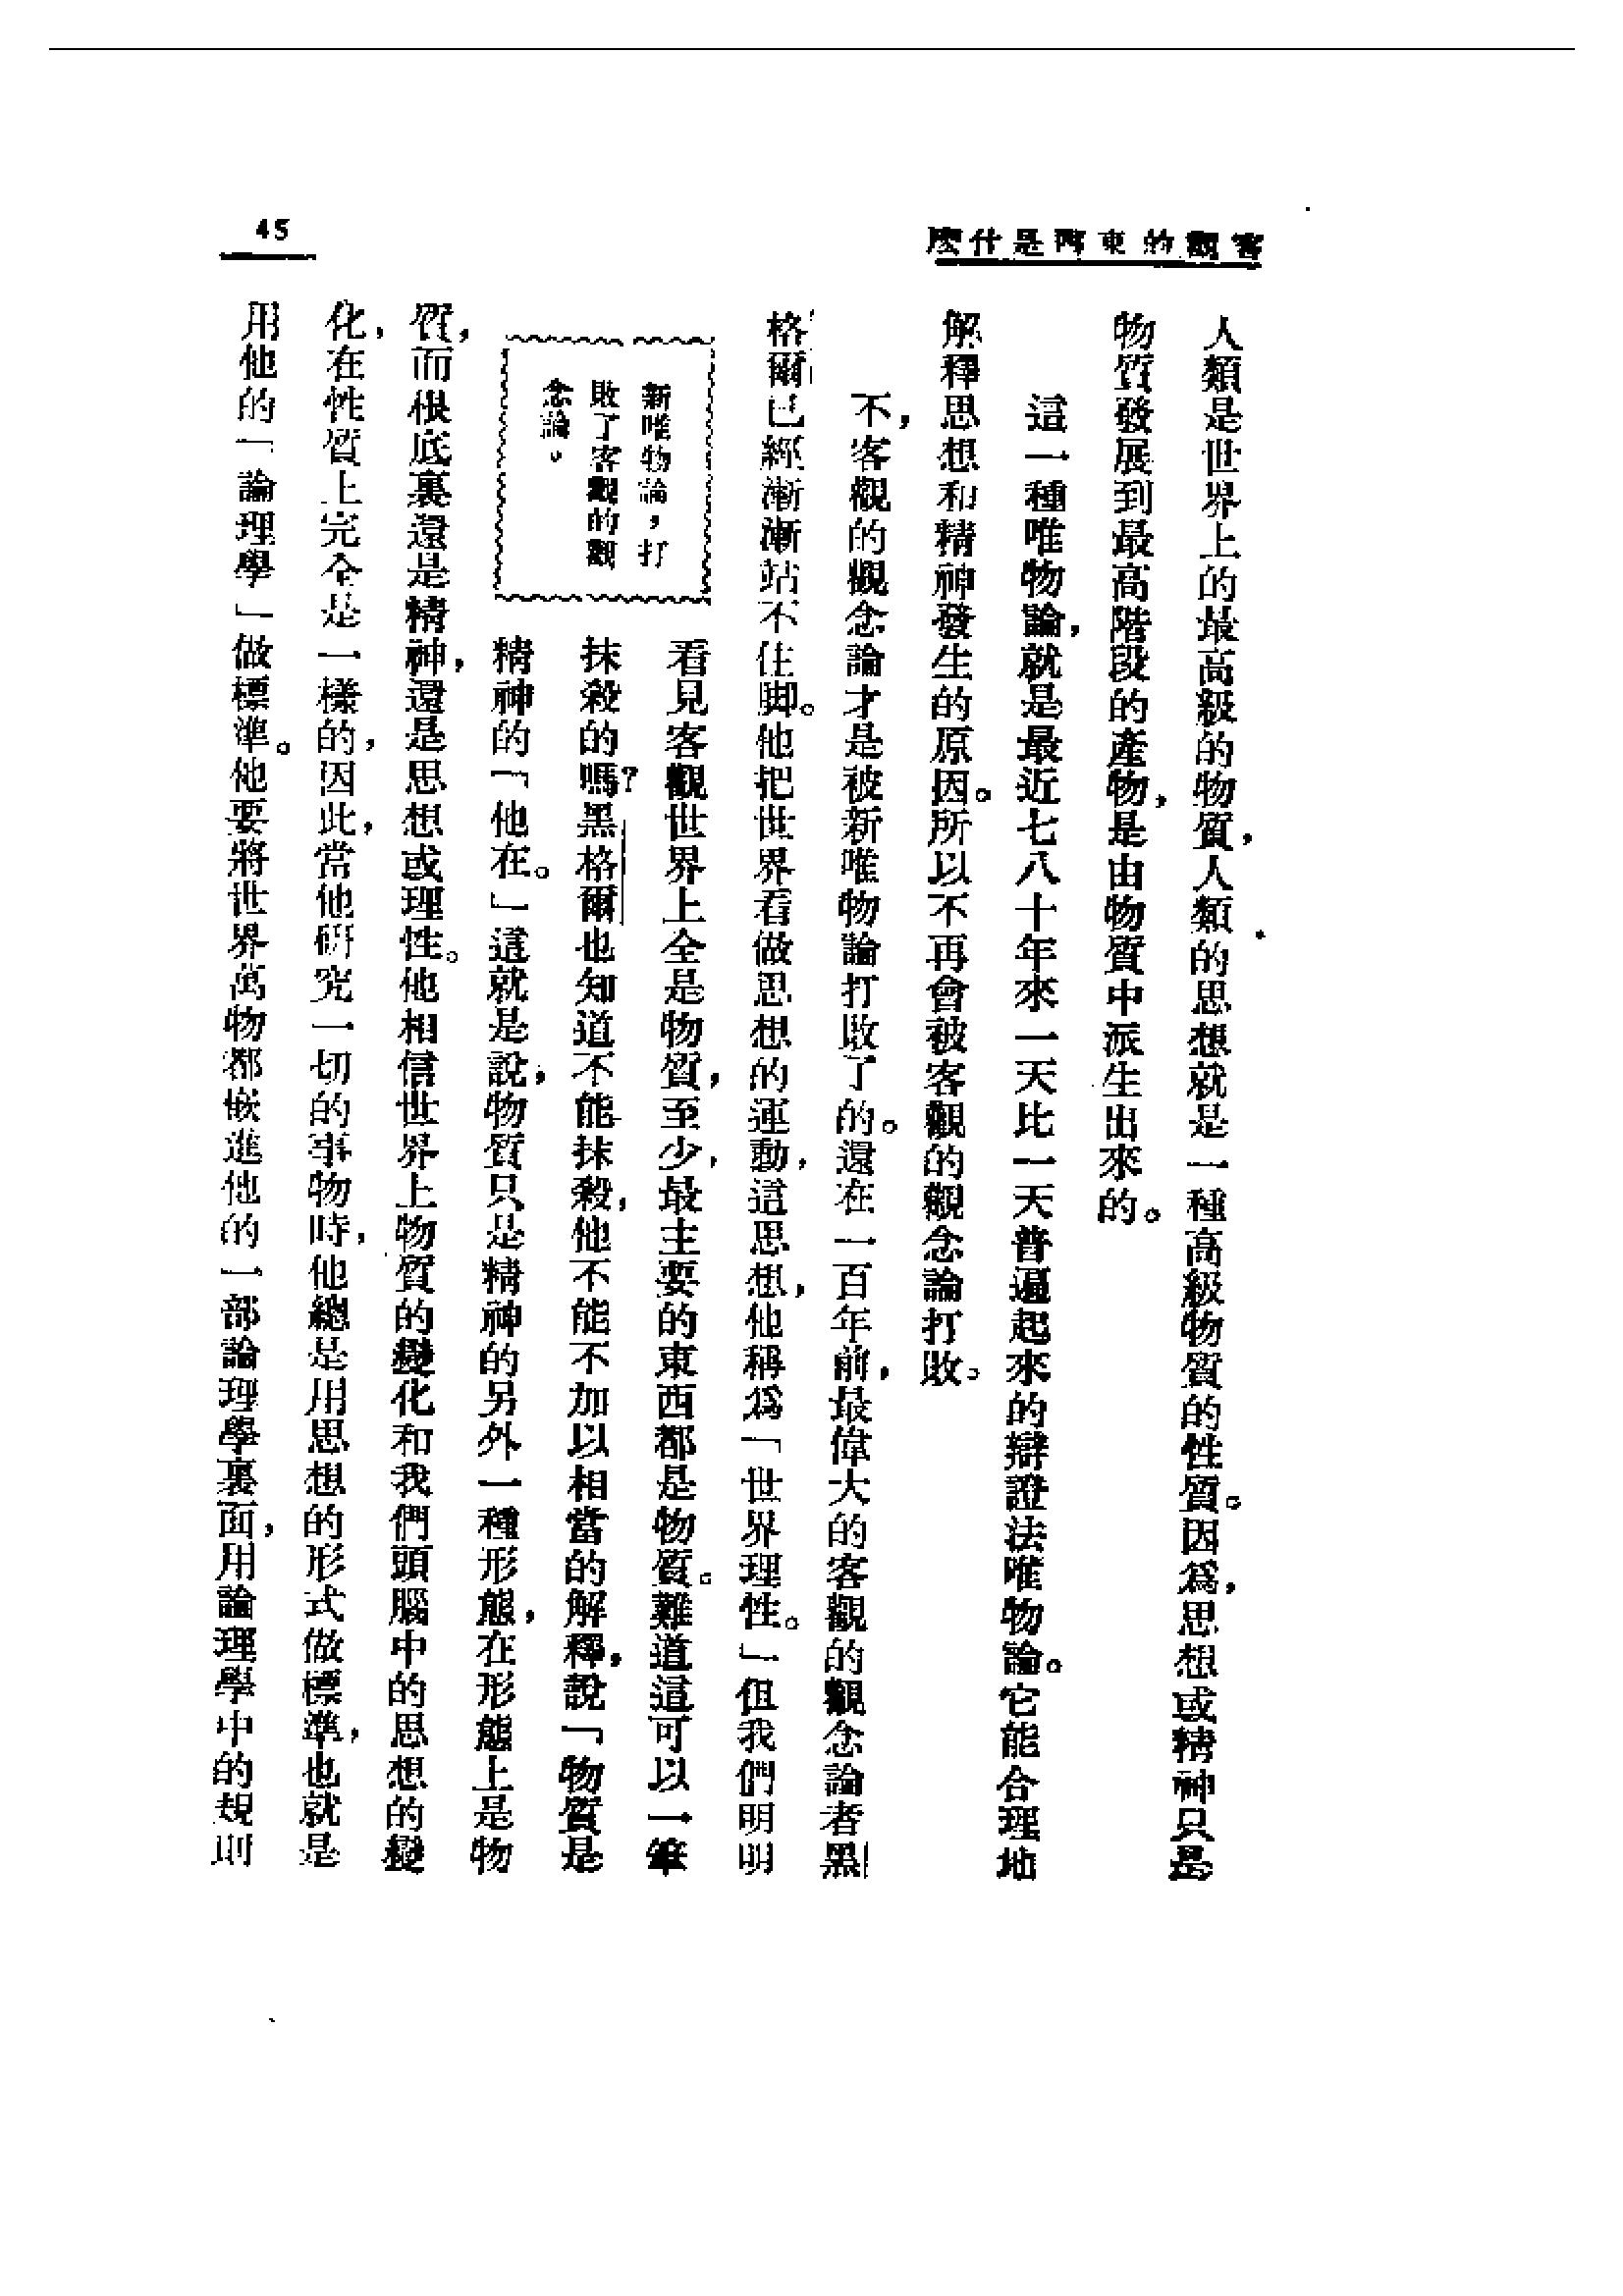 客觀的東西是什麽
45
人類是世界上的最高級的物質，人類的思想就是一種高級物質的性質。因爲，思想或精神只是
物質發展到最高階段的產物，是由物質中派生出來的。
這一種唯物論，就是最近七八十年來一天比一天普遍起來的辯證法唯物論。它能合理地
解釋思想和精神發生的原因。所以不再會被客觀的觀念論打敗。
不，客觀的觀念論才是被新唯物論打敗了的。還在一百年前，最偉大的客觀的觀念論者黑
格爾已經漸漸站不住脚。他把世界看做思想的運動，這思想，他稱爲「世界理性。」但我們明明
新唯物論，打
敗了客觀的觀
念論。
看見客觀世界上全是物質，至少，最主要的東西都是物質。難道這可以一筆
抹殺的嗎？黑格爾也知道不能抹殺，他不能不加以相當的解釋，說「物質是
精神的「他在。」這就是說，物質只是精神的另外一種形態，在形態上是物
質，而根底裏還是精神，還是思想或理性。他相信世界上物質的變化和我們頭腦中的思想的變
化，在性質上完全是一樣的，因此，當他研究一切的事物時，他總是用思想的形式做標準，也就是
用他的「論理學」做標準。他要將世界萬物都嵌進他的一部論理學裏面，用論理學中的規則